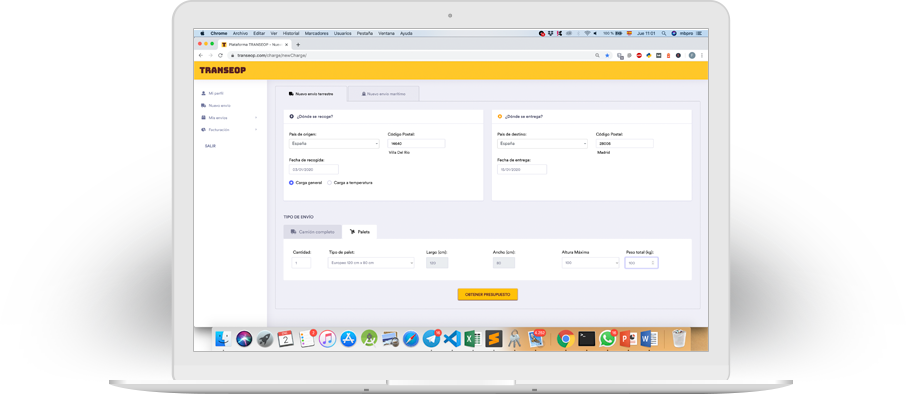 Chrome Archivo Editar Ver Historial Marcadores Usuarios Pestaña Ventana Ayuda
100 % Jue 11:01 mbpro
Plataforma TRANSEOP - Nuev
transeop.com/charge/newCharge/
TRANSEOP
Mi perfil
Nuevo envío
Mis envíos
Facturación
SALIR
Nuevo envío terrestre
Nuevo envío marítimo
¿Dónde se recoge?
¿Dónde se entrega?
País de origen:
Código Postal:
País de destino:
Código Postal:
España
14640
España
28006
Villa Del Río
Madrid
Fecha de recogida:
Fecha de entrega:
03/01/2020
15/01/2020
Carga general
Carga a temperatura
TIPO DE ENVÍO:
Camión completo
Palets
Cantidad:
Tipo de palet:
Largo (cm):
Ancho (cm):
Altura Máxima
Peso total (kg):
1
Europeo 120 cm x 80 cm
120
80
100
OBTENER PRESUPUESTO
2